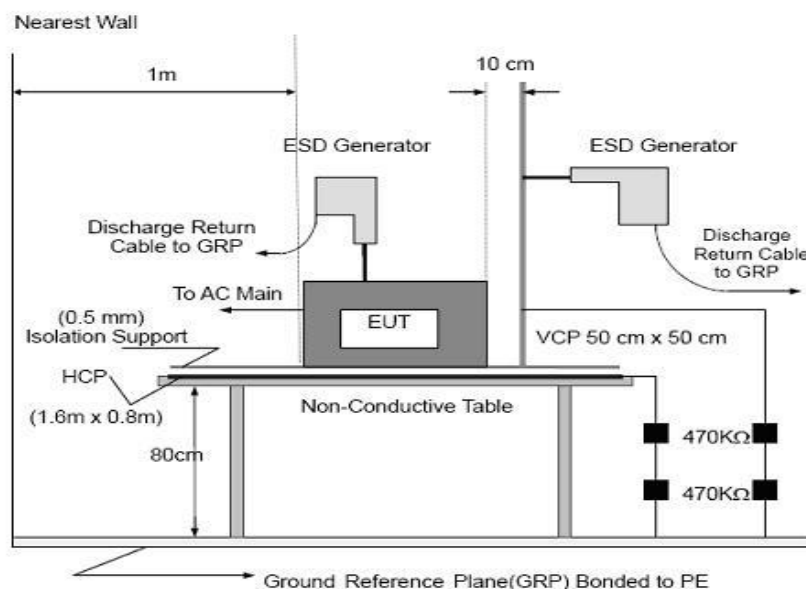 Nearest Wall
1m
10 cm
ESD Generator
ESD Generator
Discharge Return
Cable to GRP
Discharge
Return Cable
to GRP
To AC Main
(0.5 mm)
Isolation Support
EUT
VCP 50 cm x 50 cm
HCP
(1.6m x 0.8m)
Non-Conductive Table
80cm
470KΩ
470KΩ
Ground Reference Plane(GRP) Bonded to PE